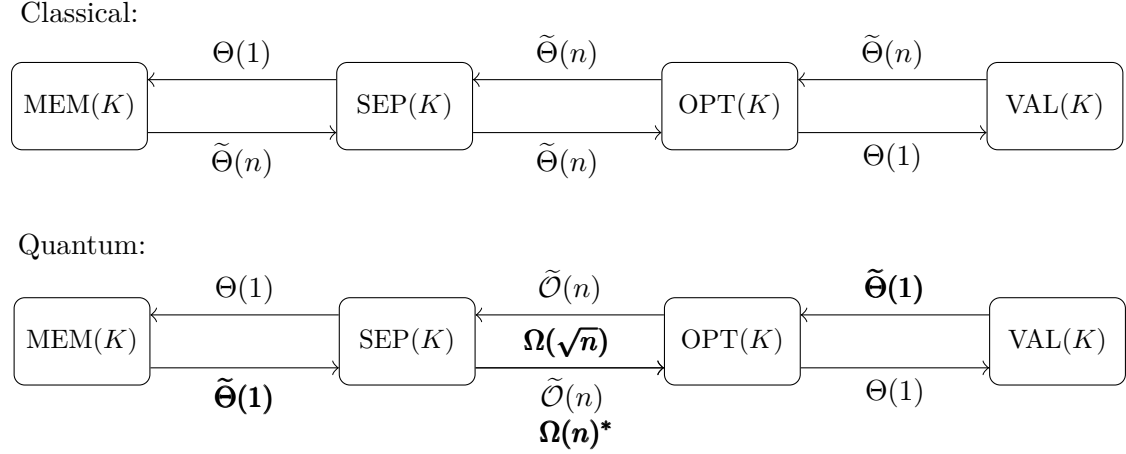 Classical:
Θ(1) Θ̃(n) Θ̃(n)
MEM(K) SEP(K) OPT(K) VAL(K)
Θ̃(n) Θ̃(n) Θ(1)
Quantum:
Θ(1) Õ(n) Θ̃(1)
MEM(K) SEP(K) Ω(√n) OPT(K) VAL(K)
Θ̃(1) Õ(n) Θ(1)
Ω(n)*